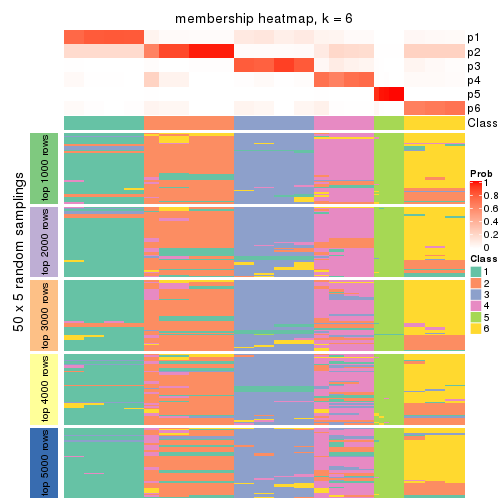 membership heatmap, k = 6
p1
p2
p3
p4
p5
p6
Class
50 x 5 random samplings
top 1000 rows
top 2000 rows
top 3000 rows
top 4000 rows
top 5000 rows
Prob
1
0.8
0.6
0.4
0.2
0
Class
1
2
3
4
5
6